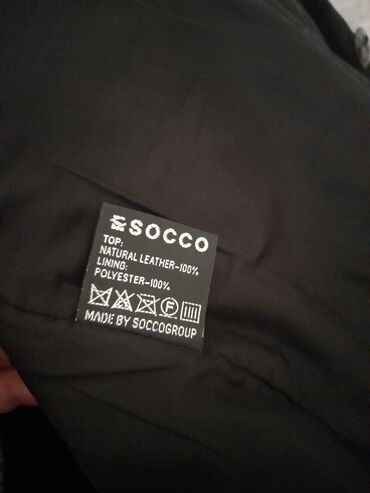 SOCCO
TOP:
NATURAL LEATHER-100%
LINING:
POLYESTER-100%
F
MADE BY SOCCOGROUP